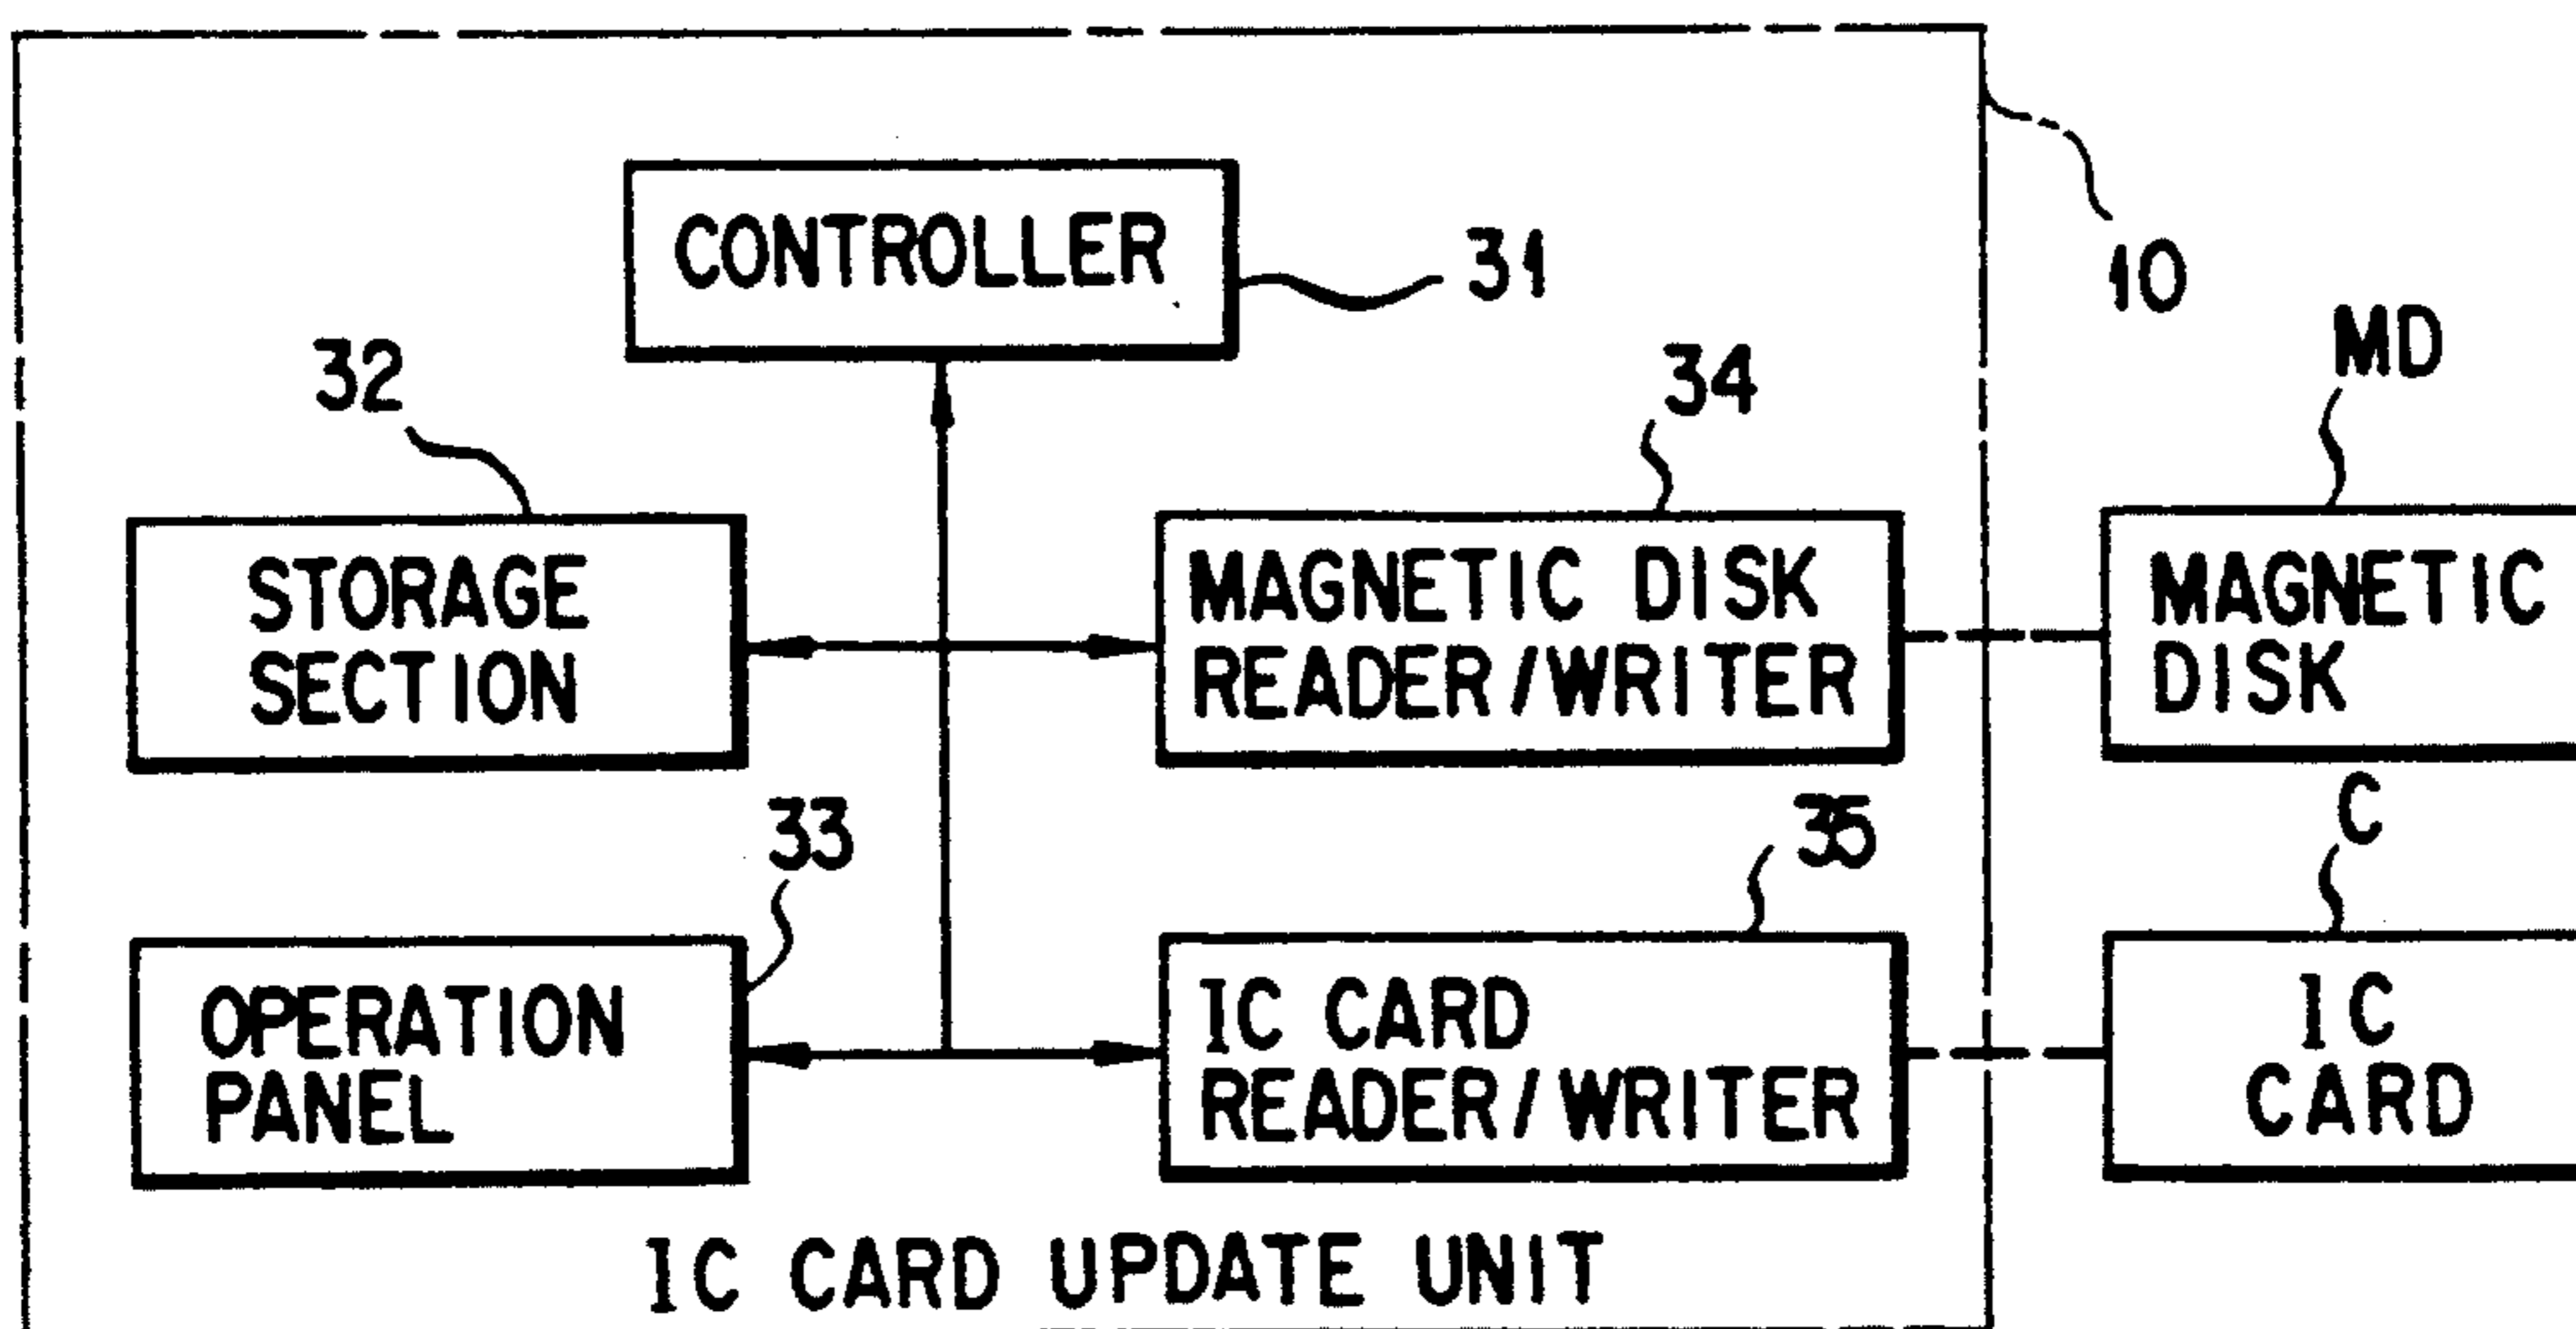 CONTROLLER
31
10
32
34
MD
STORAGE
SECTION
MAGNETIC DISK
READER/WRITER
MAGNETIC
DISK
33
35
C
OPERATION
PANEL
IC CARD
READER/WRITER
IC
CARD
IC CARD UPDATE UNIT